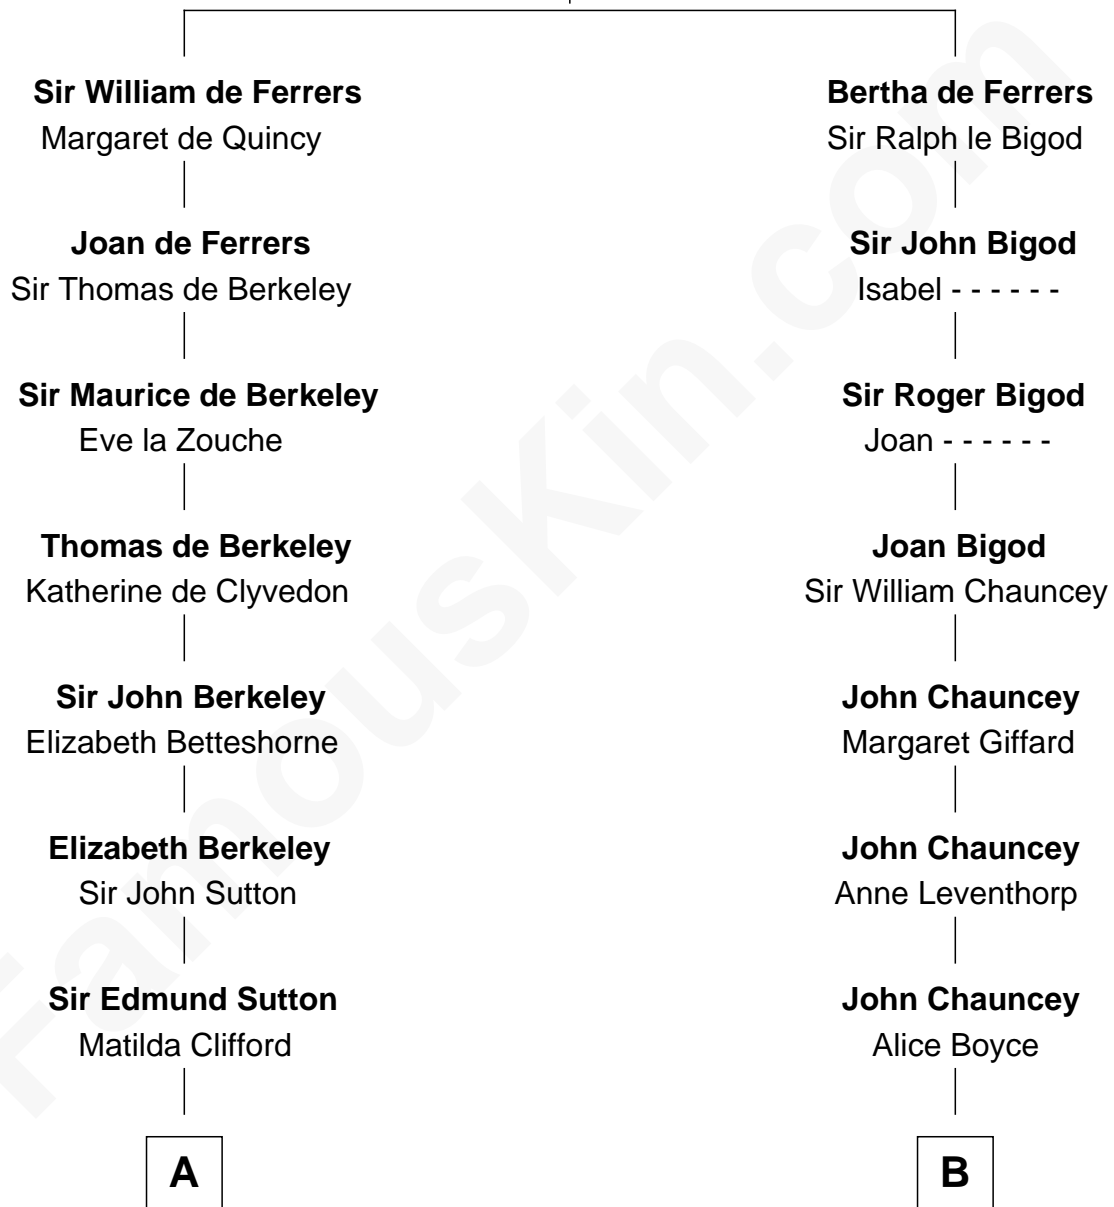 Sir William de Ferrers
Margaret de Quincy
Joan de Ferrers
Sir Thomas de Berkeley
Sir Maurice de Berkeley
Eve la Zouche
Thomas de Berkeley
Katherine de Clyvedon
Sir John Berkeley
Elizabeth Betteshorne
Elizabeth Berkeley
Sir John Sutton
Sir Edmund Sutton
Matilda Clifford
A
Bertha de Ferrers
Sir Ralph le Bigod
Sir John Bigod
Isabel - - - - - -
Sir Roger Bigod
Joan - - - - - -
Joan Bigod
Sir William Chauncey
John Chauncey
Margaret Giffard
John Chauncey
Anne Leventhorp
John Chauncey
Alice Boyce
B
FamousKin.com